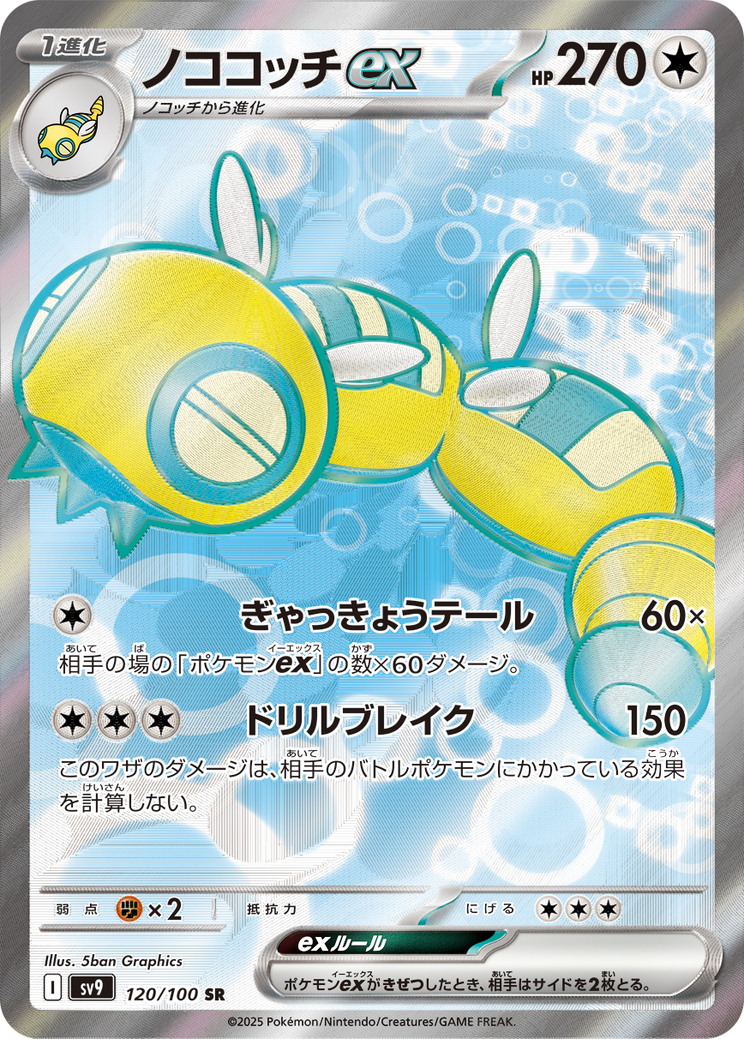 1進化
ノココッチex
HP 270
ノコッチから進化
ぎゃっきょうテール 60×
相手の場の「ポケモンex」の数×60ダメージ。
ドリルブレイク 150
このワザのダメージは、相手のバトルポケモンにかかっている効果
を計算しない。
弱点 ×2 抵抗力 にげる
Illus. 5ban Graphics
exルール
ポケモンexがきぜつしたとき、相手はサイドを2枚とる。
I sv9 120/100 SR
©2025 Pokémon/Nintendo/Creatures/GAME FREAK.